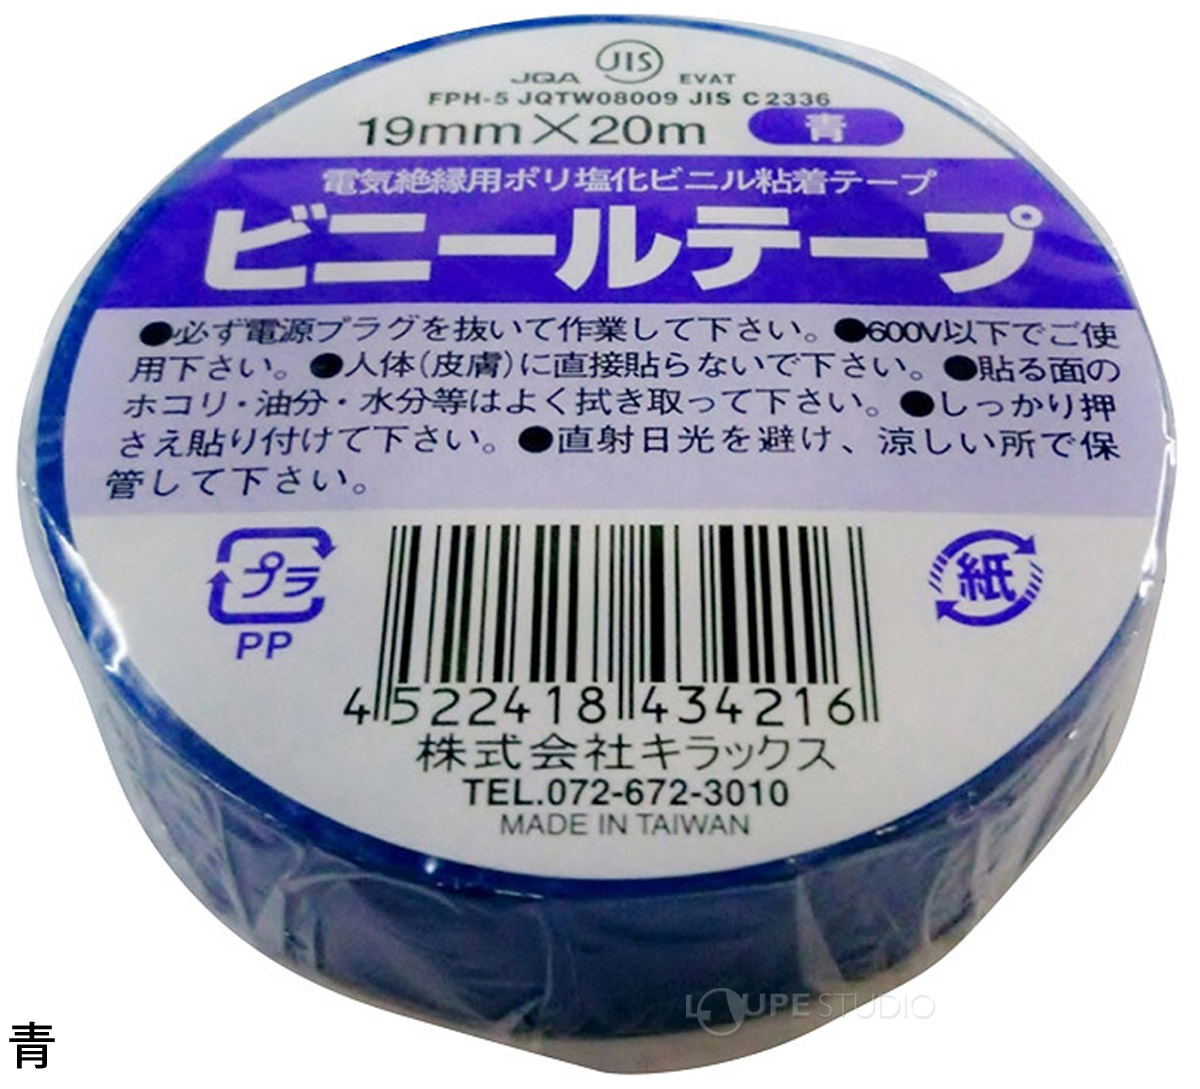 JIS
JQA EVAT
FPH-5 JQTW08009 JIS C 2336
19mm×20m 青
電気絶縁用ポリ塩化ビニル粘着テープ
ビニールテープ
●必ず電源プラグを抜いて作業して下さい。●600V以下でご使
用下さい。●人体(皮膚)に直接貼らないで下さい。●貼る面の
ホコリ・油分・水分等はよく拭き取って下さい。●しっかり押
さえ貼り付けて下さい。●直射日光を避け、涼しい所で保
管して下さい。
プラ 紙
PP
4 522418 434216
株式会社キラックス
TEL.072-672-3010
MADE IN TAIWAN
LOUPE STUDIO
青